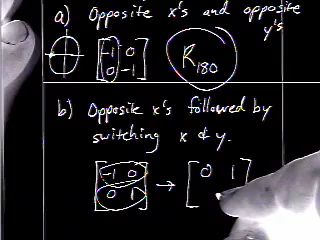 a) Opposite x's and opposite
y's
[-1 0
0 -1] R180
b) Opposite x's followed by
switching x & y.
[-1 0
0 1] → [0 1]